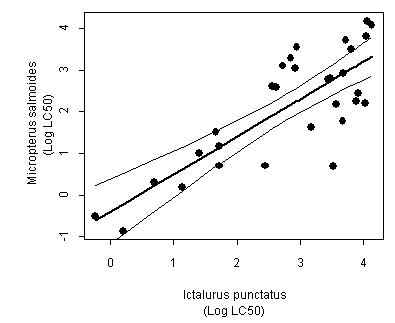 Micropterus salmoides
(Log LC50)
4
3
2
1
0
-1
0 1 2 3 4
Ictalurus punctatus
(Log LC50)